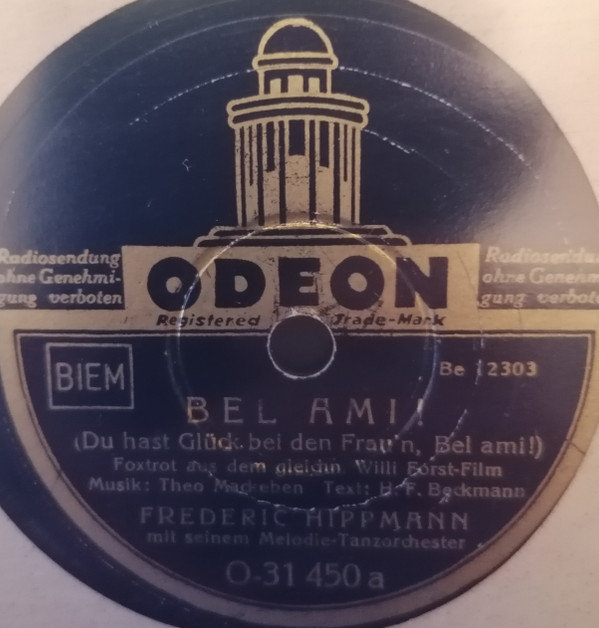 Radiosendung
ohne Genehmi-
gung verboten
ODEON
Registered Trade-Mark
Radiosendu
ohne Genehm
gung verbote
BIEM
Be 12303
BEL AMI!
(Du hast Glück bei den Frau'n, Bel ami!)
Foxtrot aus dem gleichn. Willi Forst-Film
Musik: Theo Mackeben Text: H. F. Beckmann
FREDERIC HIPPMANN
mit seinem Melodie-Tanzorchester
O-31 450 a